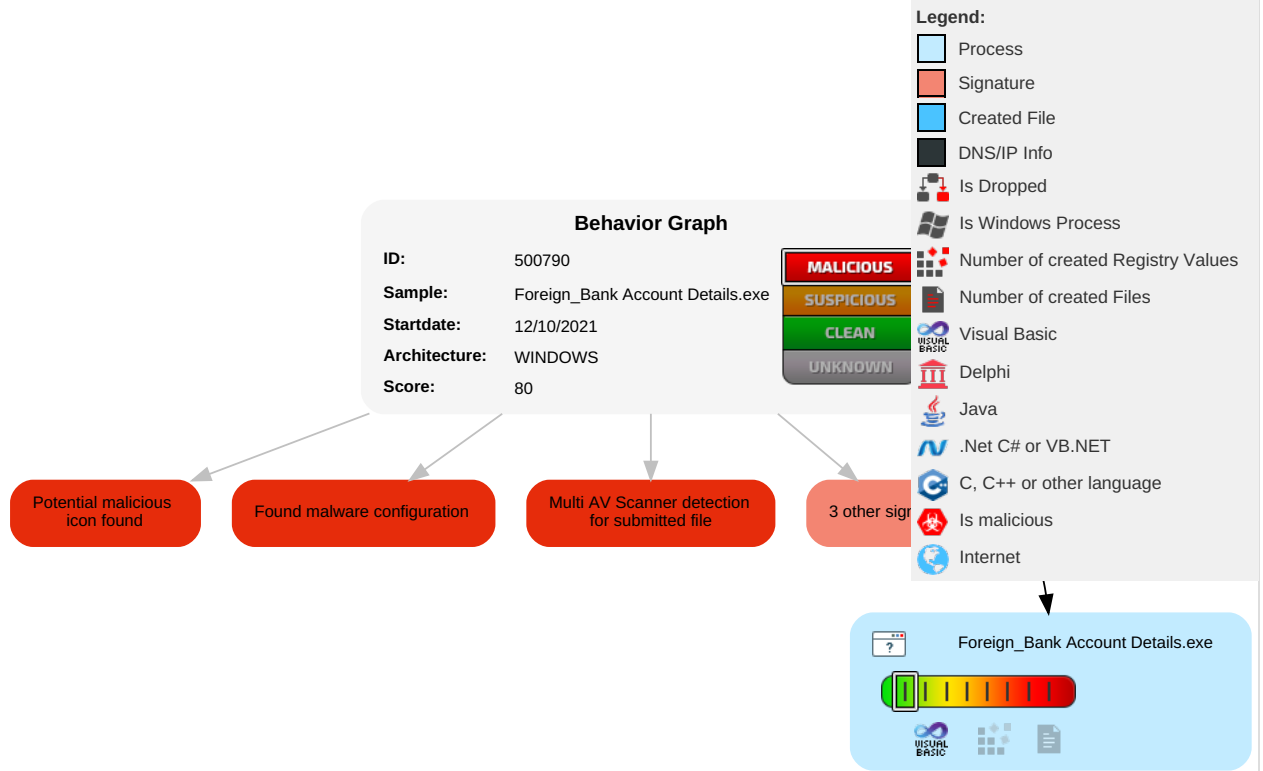 Legend:
Process
Signature
Created File
DNS/IP Info
Is Dropped
Is Windows Process
Number of created Registry Values
Number of created Files
VISUAL
BASIC
Visual Basic
Delphi
Java
.Net C# or VB.NET
C, C++ or other language
Is malicious
Internet
Behavior Graph
ID: 500790
Sample: Foreign_Bank Account Details.exe
Startdate: 12/10/2021
Architecture: WINDOWS
Score: 80
MALICIOUS
SUSPICIOUS
CLEAN
UNKNOWN
Potential malicious
icon found
Found malware configuration
Multi AV Scanner detection
for submitted file
3 other sig
?
Foreign_Bank Account Details.exe
VISUAL
BASIC